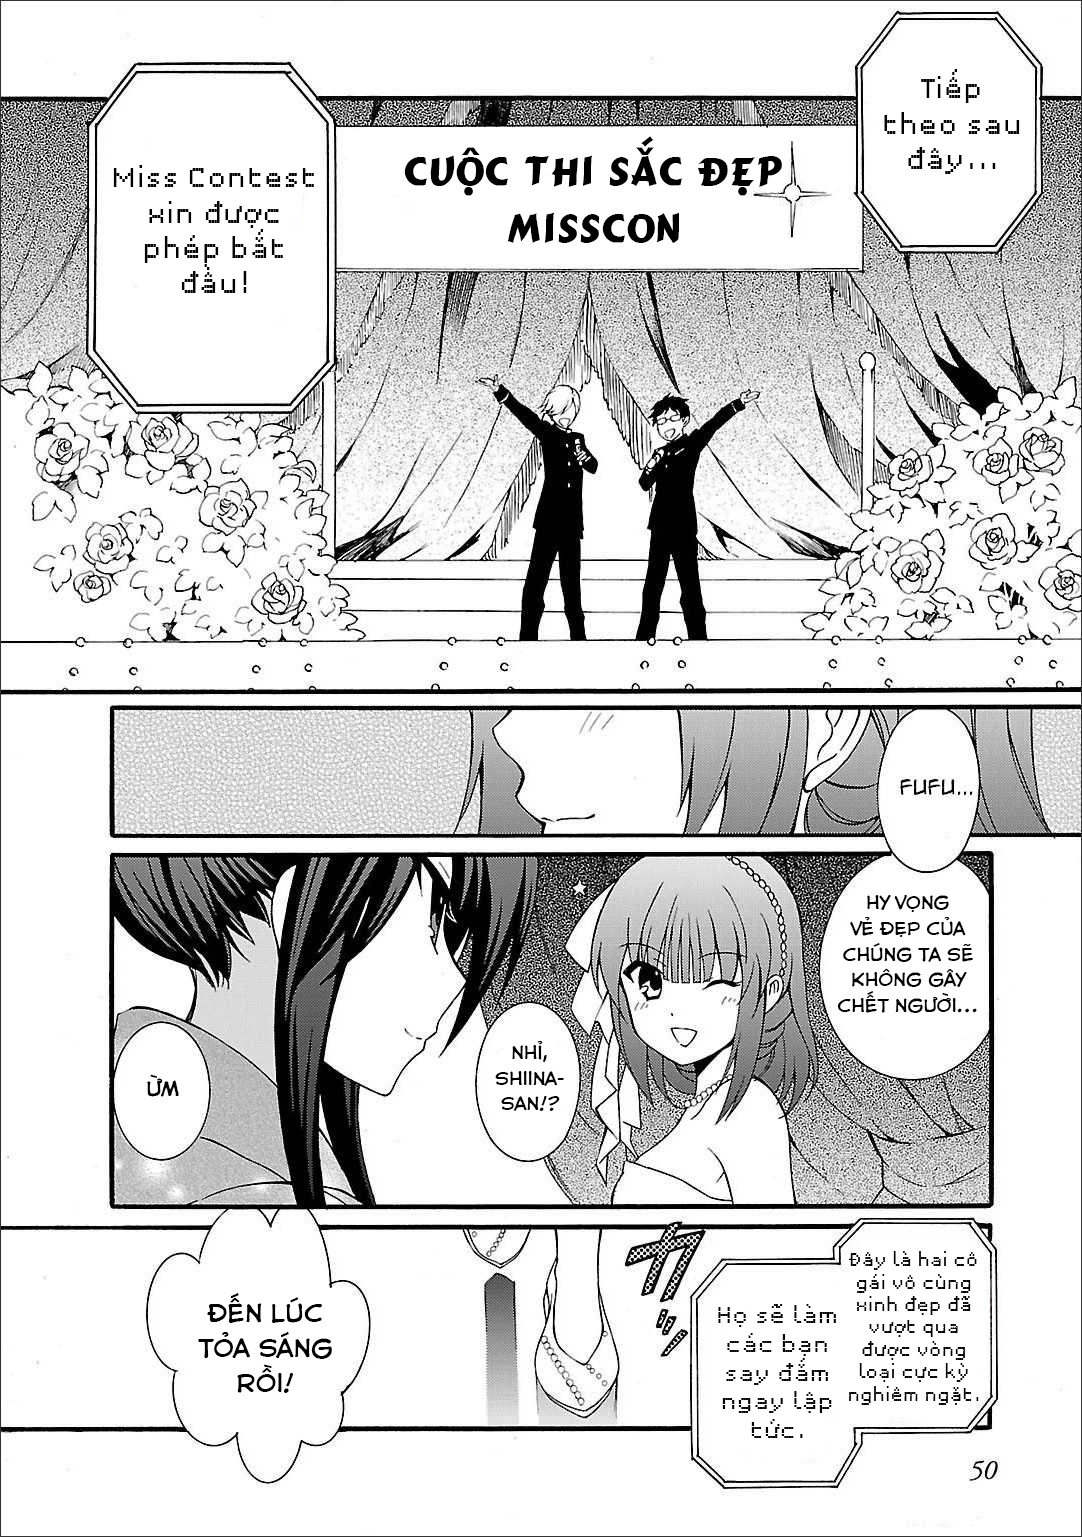 Tiếp
theo sau
đây...
CUỘC THI SẮC ĐẸP
MISSCON
Miss Contest
xin được
phép bắt
đầu!
FUFU...
HY VỌNG
VẺ ĐẸP CỦA
CHÚNG TA SẼ
KHÔNG GÂY
CHẾT NGƯỜI...
NHỈ,
SHIINA-
SAN!?
ỪM
Đây là hai cô
gái vô cùng
xinh đẹp đã
vượt qua
được vòng
loại cực kỳ
nghiêm ngặt.
Họ sẽ làm
các bạn
say đắm
ngay lập
tức.
ĐẾN LÚC
TỎA SÁNG
RỒI!
50